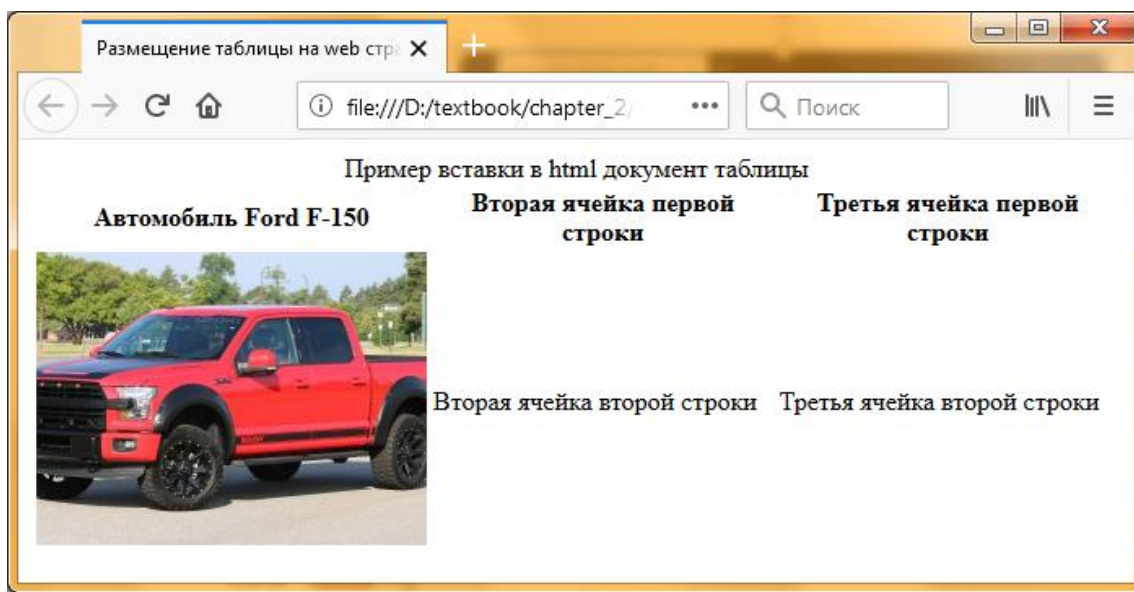 Размещение таблицы на web стра
file:///D:/textbook/chapter_2/
Поиск
Пример вставки в html документ таблицы
Автомобиль Ford F-150
Вторая ячейка первой
строки
Третья ячейка первой
строки
Вторая ячейка второй строки
Третья ячейка второй строки